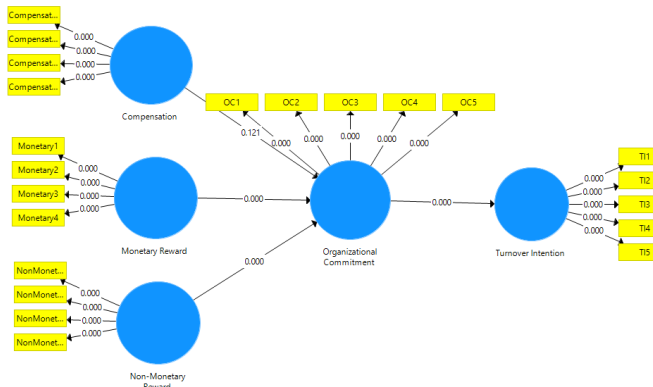 Compensat...
Compensat...
Compensat...
Compensat...
0.000
0.000
0.000
0.000
Compensation
OC1
OC2
OC3
OC4
OC5
0.121
0.000
0.000
0.000
0.000
0.000
Monetary1
Monetary2
Monetary3
Monetary4
0.000
0.000
0.000
0.000
Monetary Reward
0.000
Organizational
Commitment
0.000
TI1
TI2
TI3
TI4
TI5
0.000
0.000
0.000
0.000
0.000
Turnover Intention
0.000
NonMonet...
NonMonet...
NonMonet...
NonMonet...
0.000
0.000
0.000
0.000
Non-Monetary
Reward